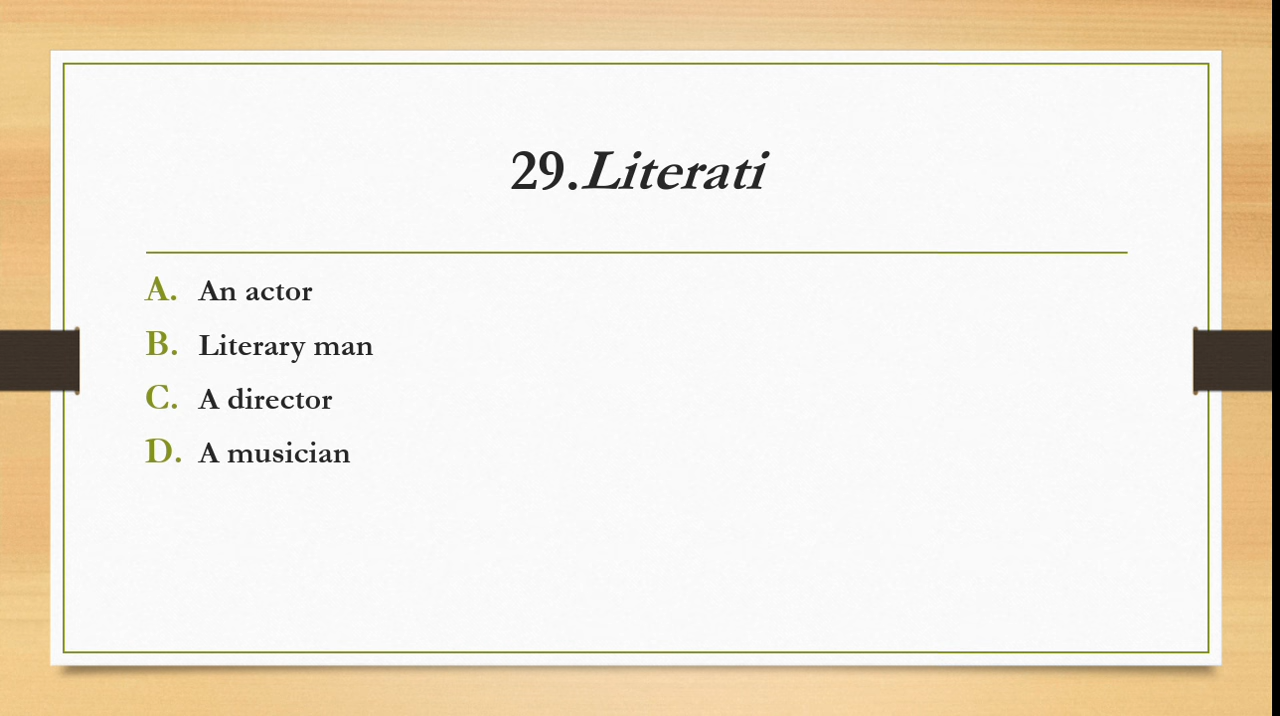 29.Literati
A. An actor
B. Literary man
C. A director
D. A musician